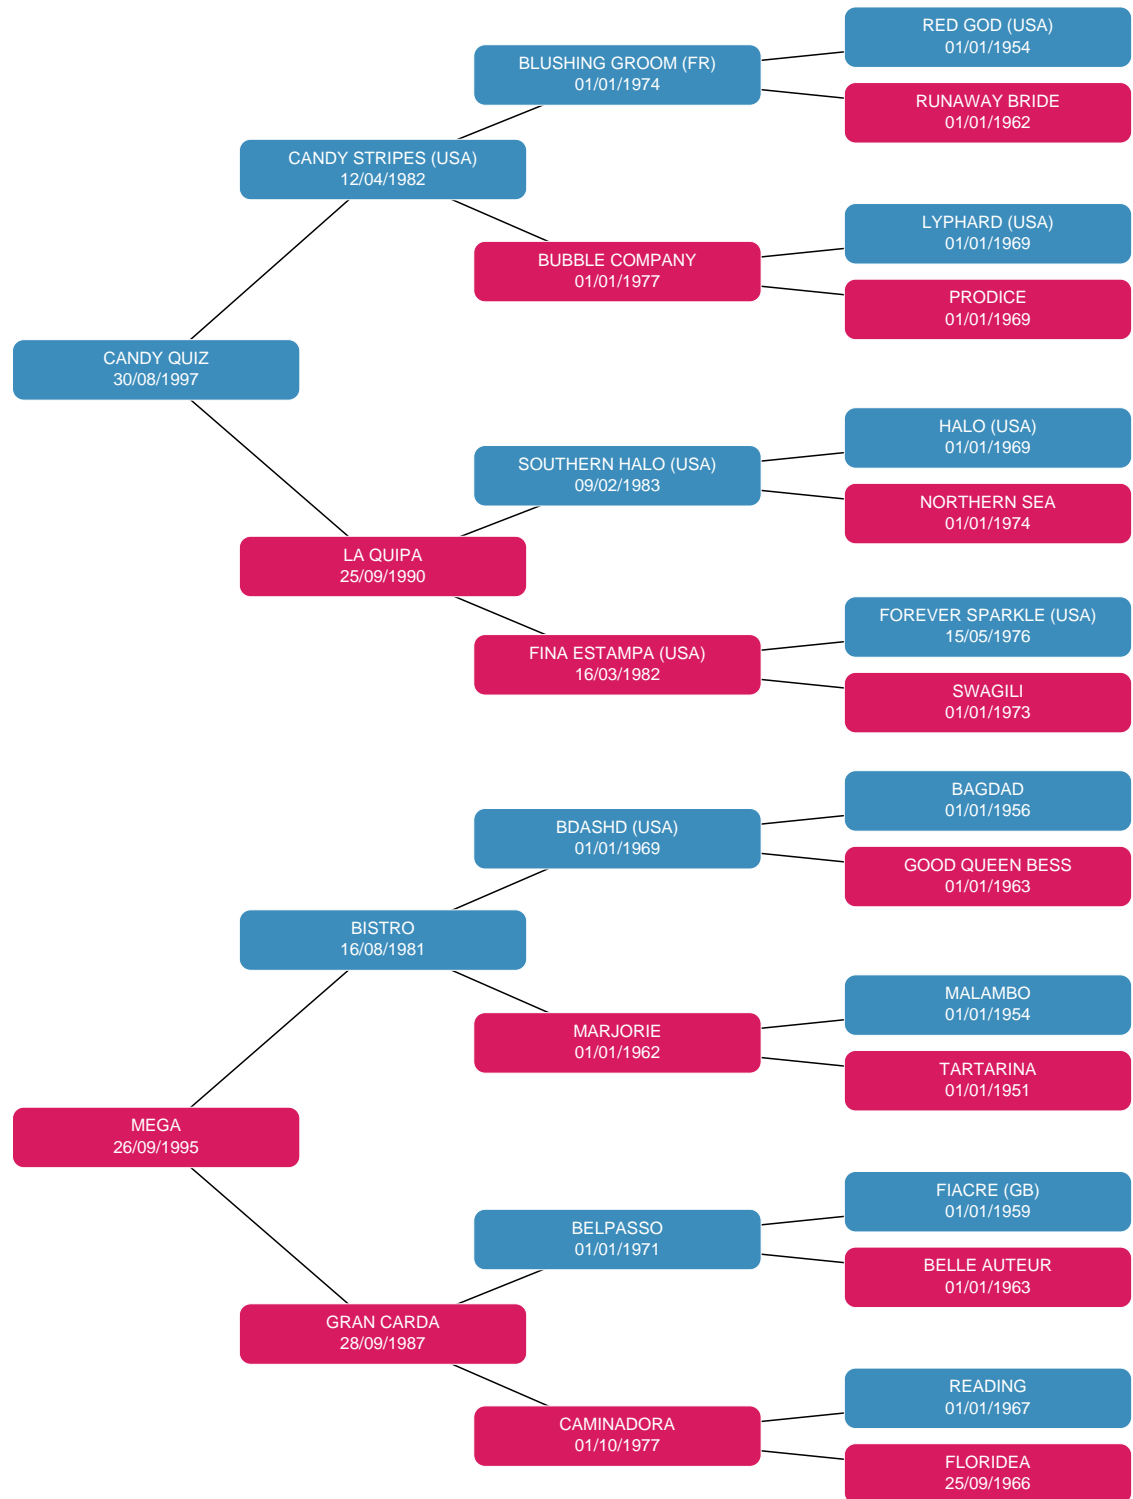 RED GOD (USA)
01/01/1954
BLUSHING GROOM (FR)
01/01/1974
RUNAWAY BRIDE
01/01/1962
CANDY STRIPES (USA)
12/04/1982
LYPHARD (USA)
01/01/1969
BUBBLE COMPANY
01/01/1977
PRODICE
01/01/1969
CANDY QUIZ
30/08/1997
HALO (USA)
01/01/1969
SOUTHERN HALO (USA)
09/02/1983
NORTHERN SEA
01/01/1974
LA QUIPA
25/09/1990
FOREVER SPARKLE (USA)
15/05/1976
FINA ESTAMPA (USA)
16/03/1982
SWAGILI
01/01/1973
BAGDAD
01/01/1956
BDASHD (USA)
01/01/1969
GOOD QUEEN BESS
01/01/1963
BISTRO
16/08/1981
MALAMBO
01/01/1954
MARJORIE
01/01/1962
TARTARINA
01/01/1951
MEGA
26/09/1995
FIACRE (GB)
01/01/1959
BELPASSO
01/01/1971
BELLE AUTEUR
01/01/1963
GRAN CARDA
28/09/1987
READING
01/01/1967
CAMINADORA
01/10/1977
FLORIDEA
25/09/1966